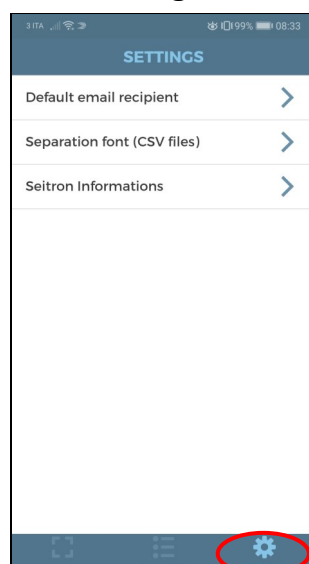 3 ITA 99% 08:33
SETTINGS
Default email recipient
Separation font (CSV files)
Seitron Informations